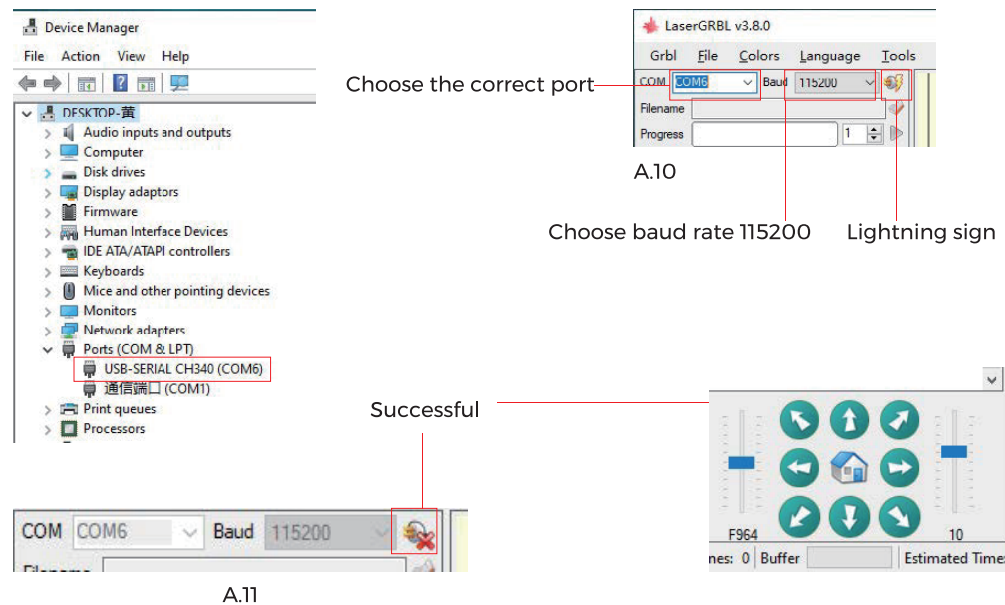 Device Manager
File Action View Help
DESKTOP-黄
Audio inputs and outputs
Computer
Disk drives
Display adaptors
Firmware
Human Interface Devices
IDE ATA/ATAPI controllers
Keyboards
Mice and other pointing devices
Monitors
Network adapters
Ports (COM & LPT)
USB-SERIAL CH340 (COM6)
通信端口 (COM1)
Print queues
Processors
Choose the correct port
LaserGRBL v3.8.0
Grbl File Colors Language Tools
COM COM6 Baud 115200
Filename
Progress 1
A.10
Choose baud rate 115200 Lightning sign
Successful
F964 10
nes: 0 Buffer Estimated Time:
COM COM6 Baud 115200
Filename
A.11